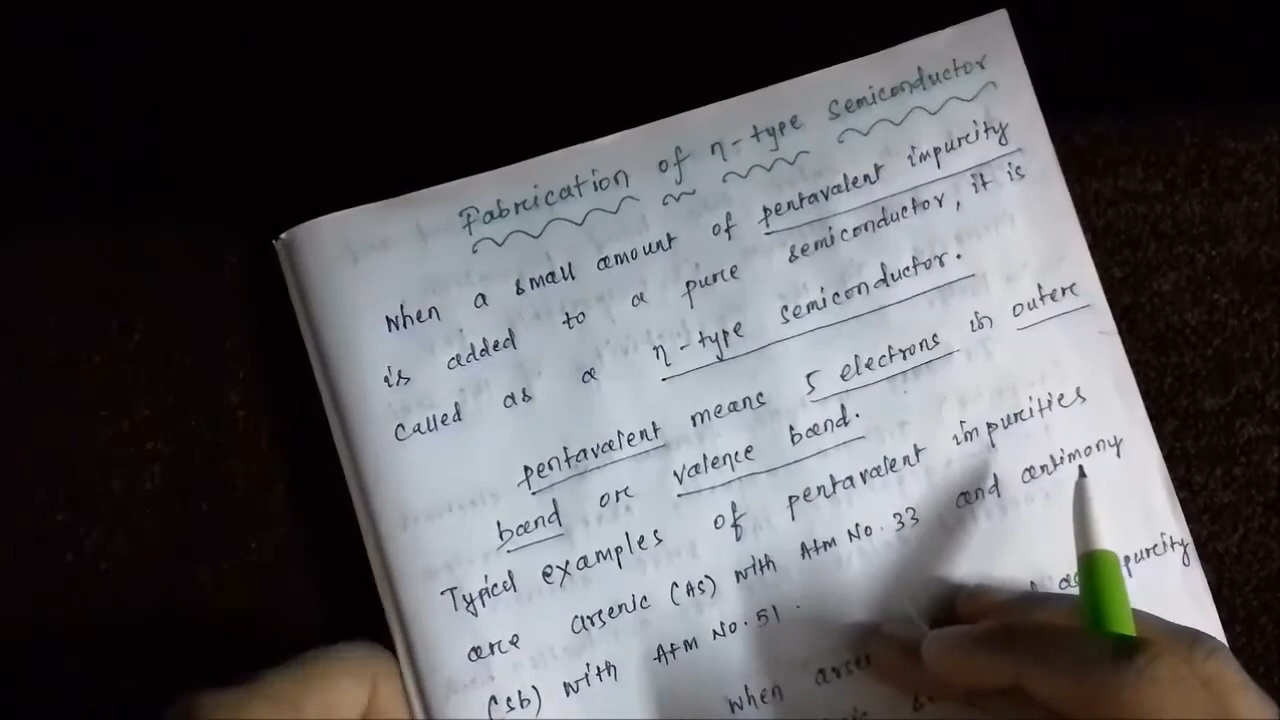 Fabrication of n-type semiconductor
When a small amount of pentavalent impurity
is added to a pure semiconductor, it is
called as a n-type semiconductor.
pentavalent means 5 electrons in outer
band or valence band.
Typical examples of pentavalent impurities
are arsenic (As) with Atm No. 33 and antimony
(sb) with Atm No. 51.
When